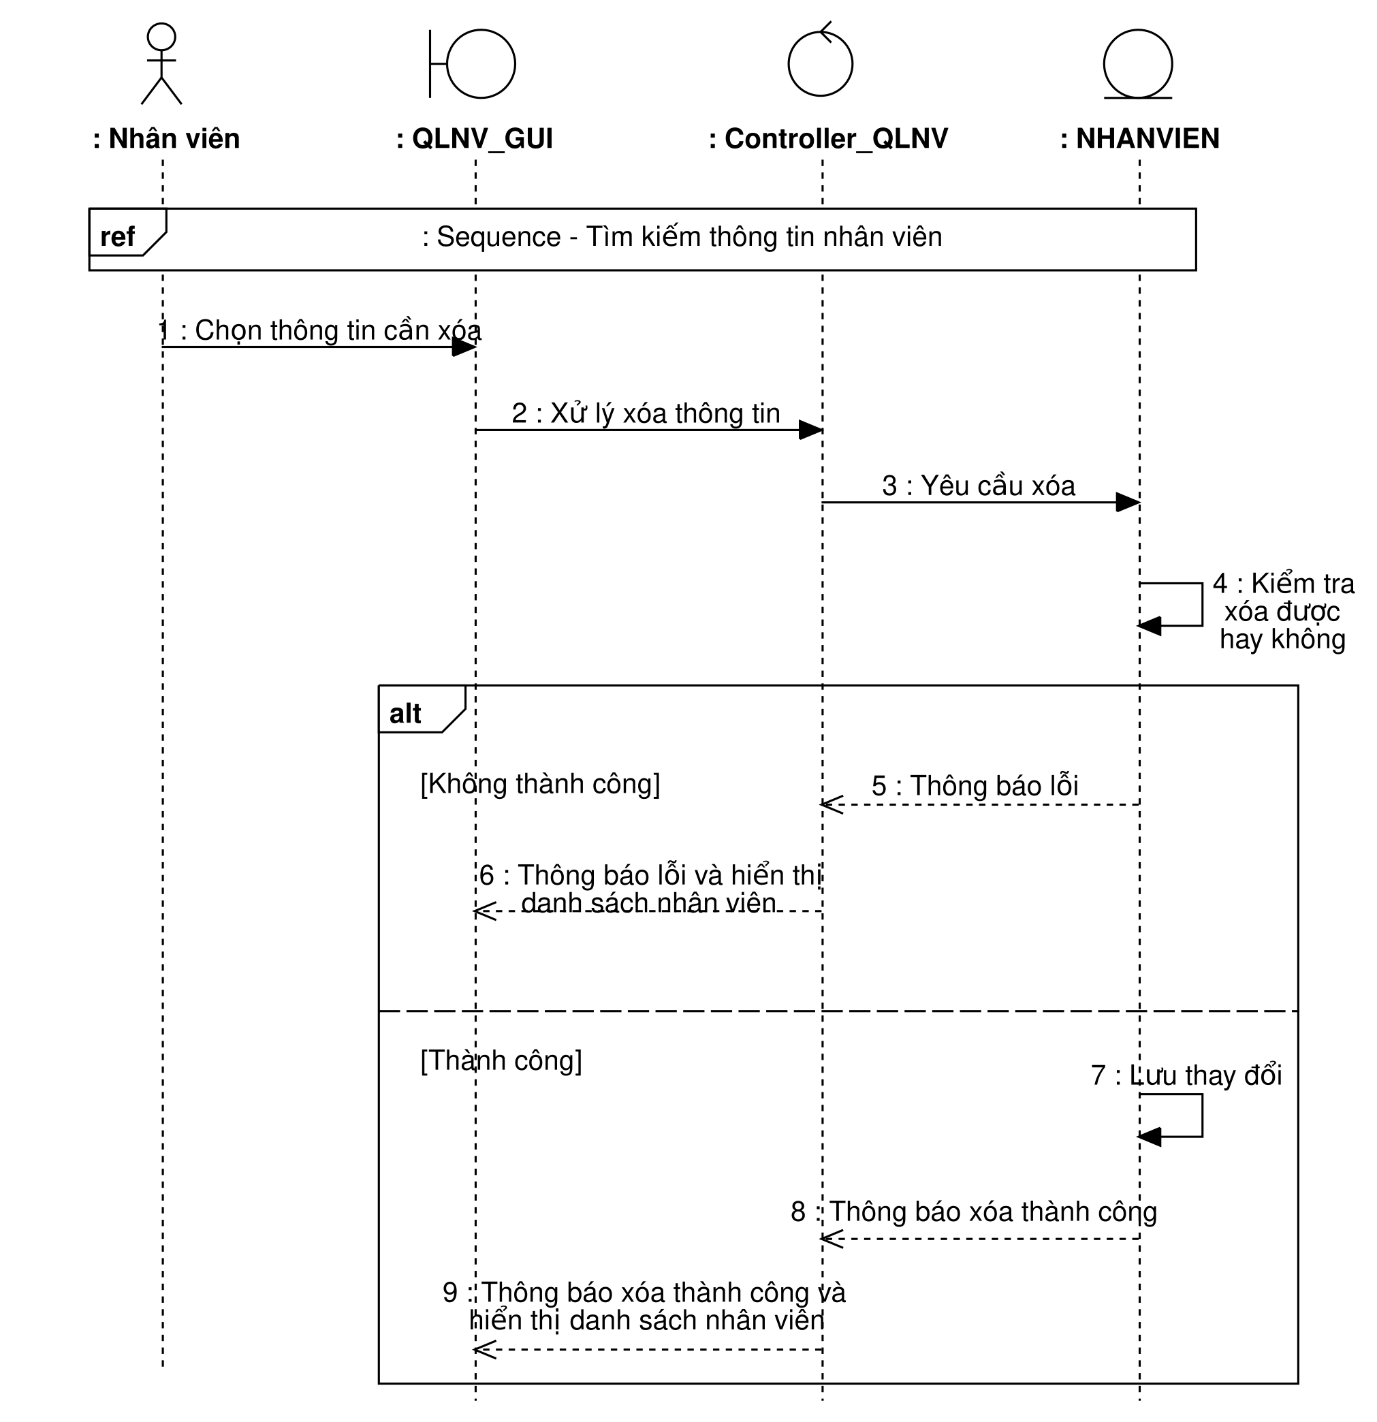 : Nhân viên
: QLNV_GUI
: Controller_QLNV
: NHANVIEN
ref
: Sequence - Tìm kiếm thông tin nhân viên
1 : Chọn thông tin cần xóa
2 : Xử lý xóa thông tin
3 : Yêu cầu xóa
4 : Kiểm tra
xóa được
hay không
alt
[Không thành công]
5 : Thông báo lỗi
6 : Thông báo lỗi và hiển thị
danh sách nhân viên
[Thành công]
7 : Lưu thay đổi
8 : Thông báo xóa thành công
9 : Thông báo xóa thành công và
hiển thị danh sách nhân viên